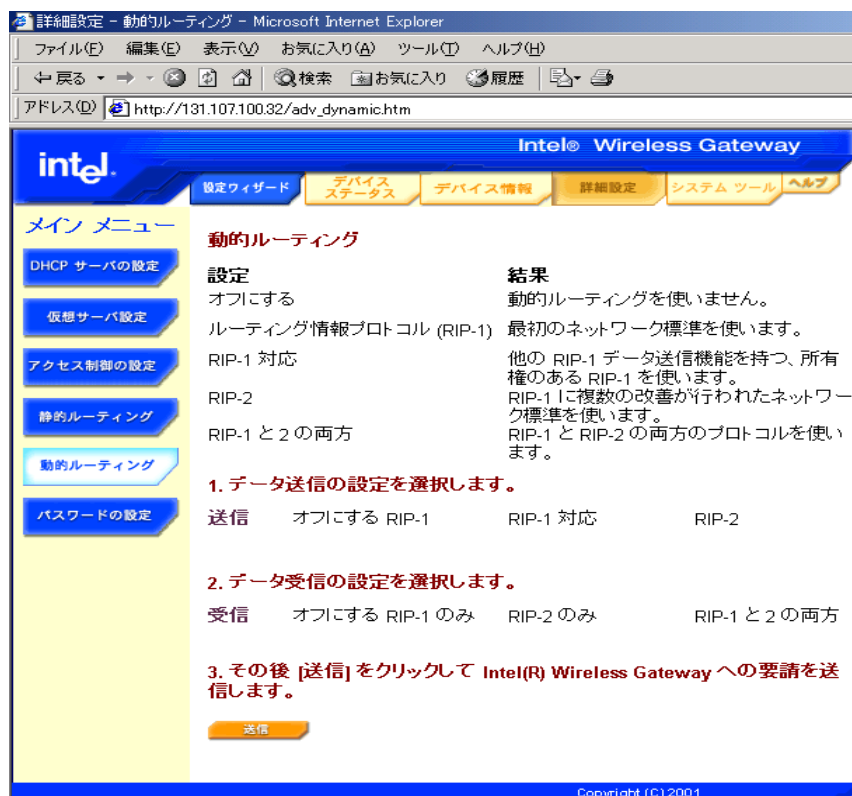 詳細設定 - 動的ルーティング - Microsoft Internet Explorer
ファイル(F) 編集(E) 表示(V) お気に入り(A) ツール(T) ヘルプ(H)
戻る 検索 お気に入り 履歴
アドレス(D) http://131.107.100.32/adv_dynamic.htm
Intel® Wireless Gateway
intel.
設定ウィザード デバイス ステータス デバイス情報 詳細設定 システム ツール ヘルプ
メイン メニュー
DHCP サーバの設定
仮想サーバ設定
アクセス制御の設定
静的ルーティング
動的ルーティング
パスワードの設定
動的ルーティング
設定 結果
オフにする 動的ルーティングを使いません。
ルーティング情報プロトコル (RIP-1) 最初のネットワーク標準を使います。
RIP-1 対応 他の RIP-1 データ送信機能を持つ、所有
権のある RIP-1 を使います。
RIP-2 RIP-1 に複数の改善が行われたネットワー
ク標準を使います。
RIP-1 と 2 の両方 RIP-1 と RIP-2 の両方のプロトコルを使い
ます。
1. データ送信の設定を選択します。
送信 オフにする RIP-1 RIP-1 対応 RIP-2
2. データ受信の設定を選択します。
受信 オフにする RIP-1 のみ RIP-2 のみ RIP-1 と 2 の両方
3. その後 [送信] をクリックして Intel(R) Wireless Gateway への要請を送
信します。
送信
Copyright (C) 2001